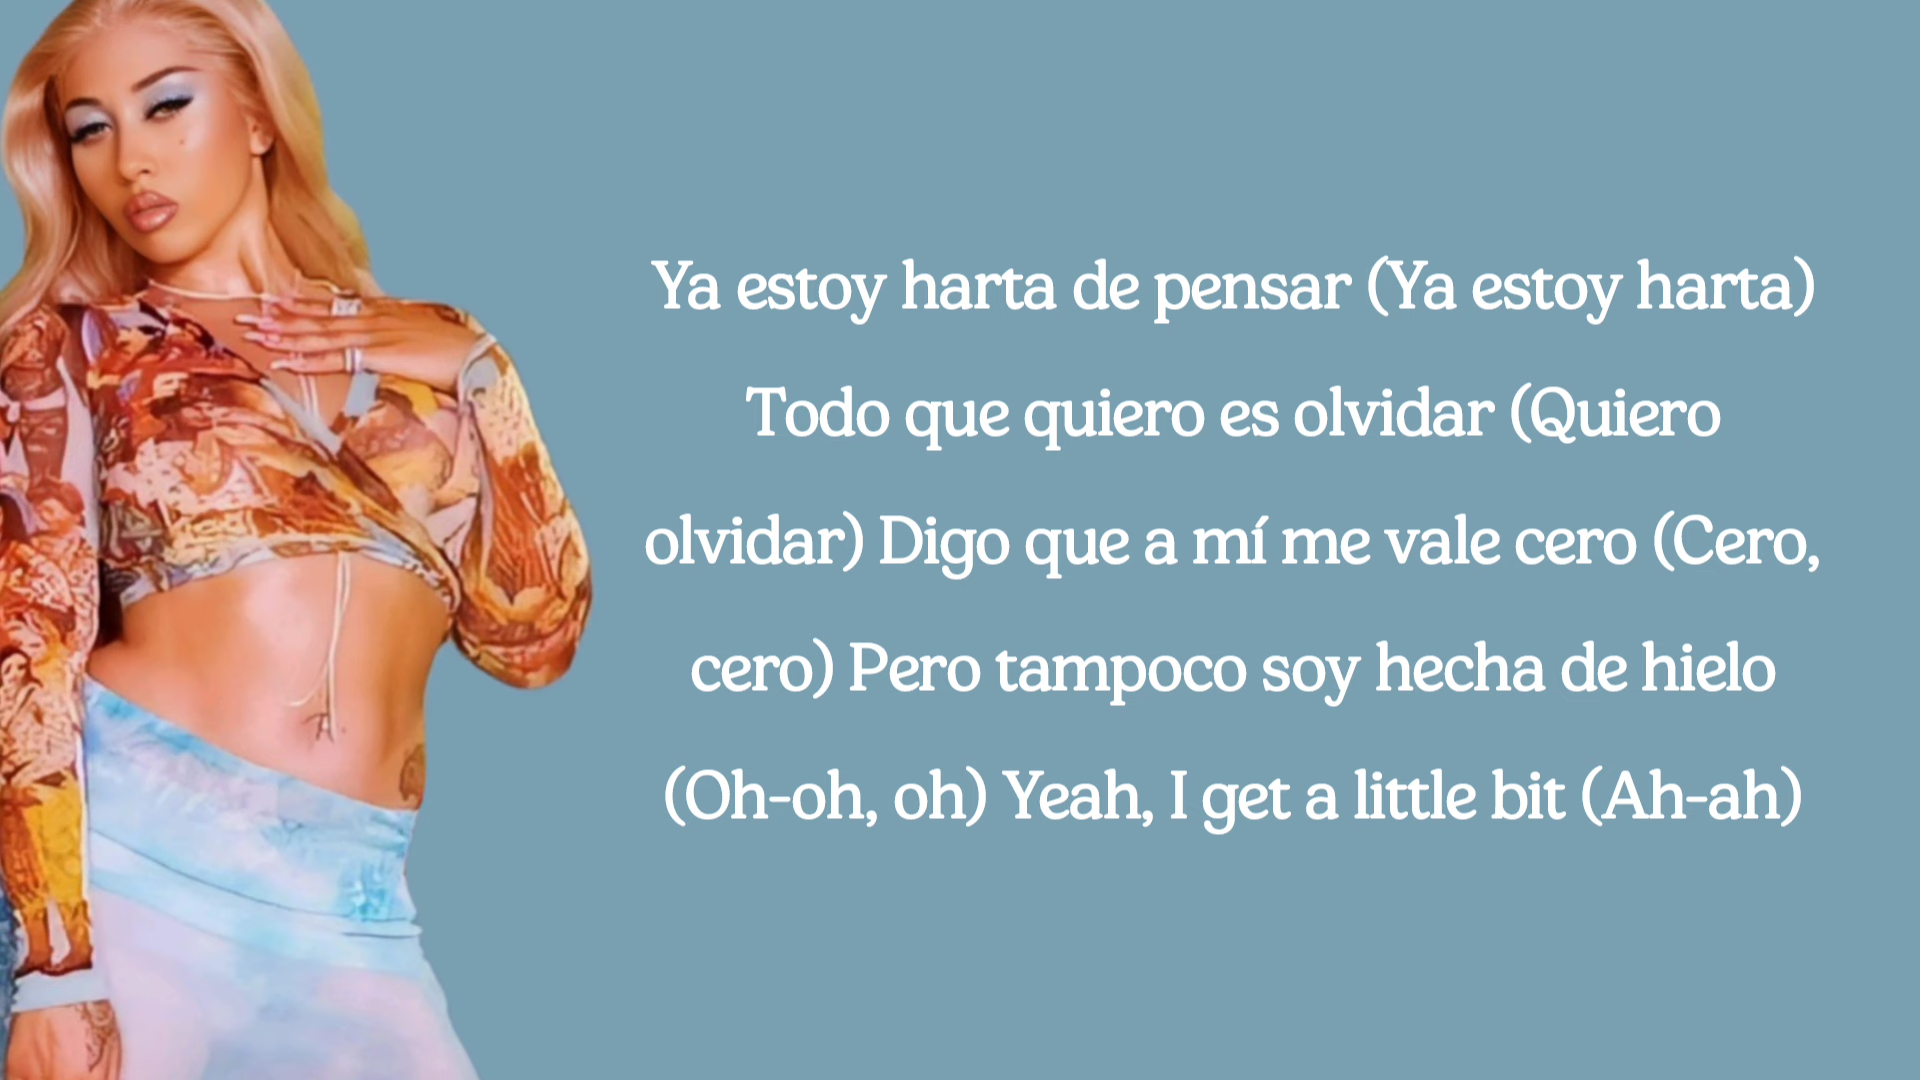 Ya estoy harta de pensar (Ya estoy harta)
Todo que quiero es olvidar (Quiero
olvidar) Digo que a mí me vale cero (Cero,
cero) Pero tampoco soy hecha de hielo
(Oh-oh, oh) Yeah, I get a little bit (Ah-ah)